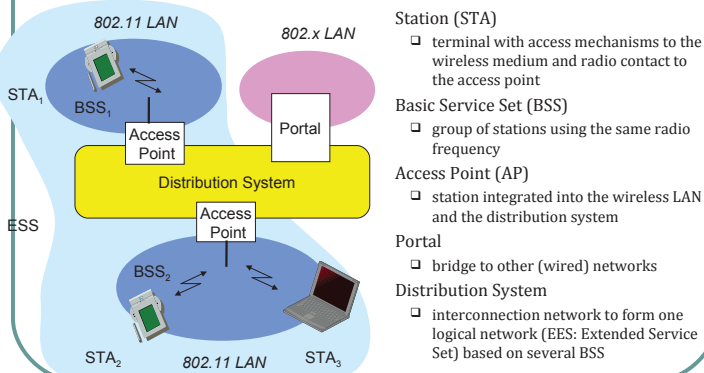 802.11 LAN
802.x LAN
STA1
BSS1
Access
Point
Portal
Distribution System
ESS
Access
Point
BSS2
STA2
802.11 LAN
STA3
Station (STA)
❑ terminal with access mechanisms to the
wireless medium and radio contact to
the access point
Basic Service Set (BSS)
❑ group of stations using the same radio
frequency
Access Point (AP)
❑ station integrated into the wireless LAN
and the distribution system
Portal
❑ bridge to other (wired) networks
Distribution System
❑ interconnection network to form one
logical network (EES: Extended Service
Set) based on several BSS